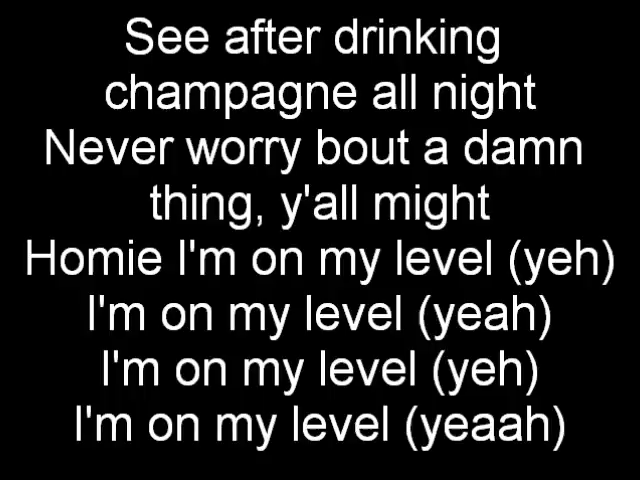 See after drinking
champagne all night
Never worry bout a damn
thing, y'all might
Homie I'm on my level (yeh)
I'm on my level (yeah)
I'm on my level (yeh)
I'm on my level (yeaah)